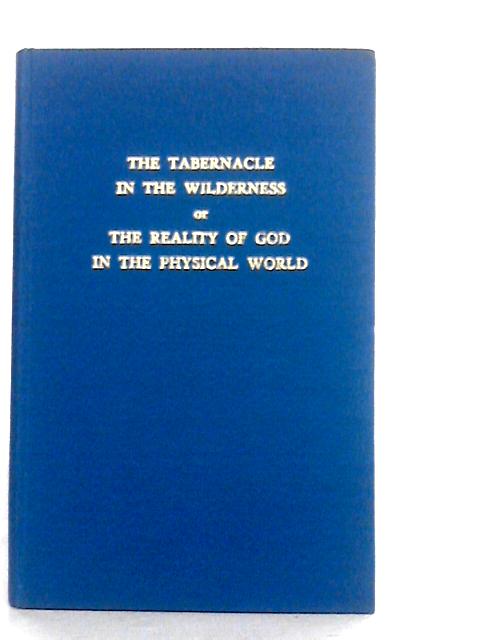 THE TABERNACLE
IN THE WILDERNESS
or
THE REALITY OF GOD
IN THE PHYSICAL WORLD